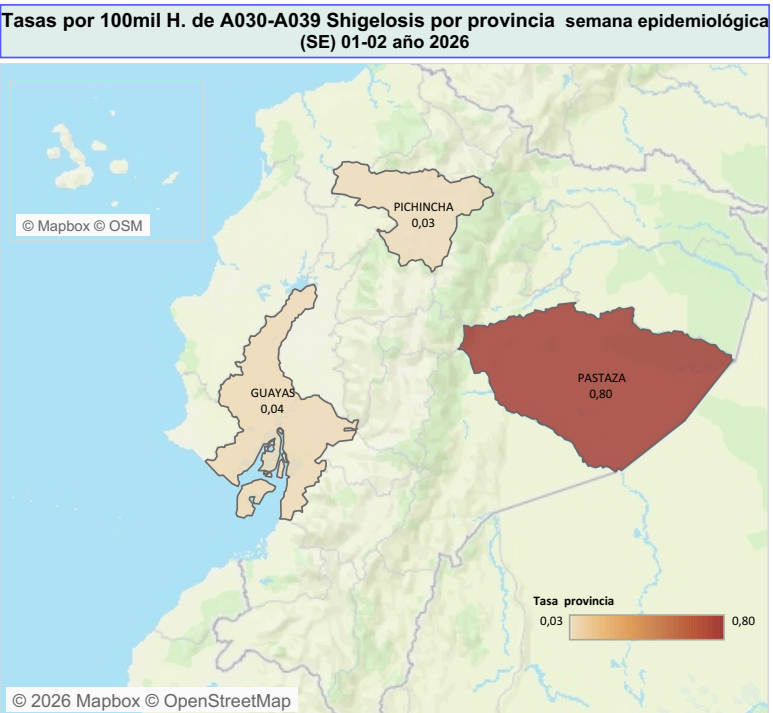 Tasas por 100mil H. de A030-A039 Shigelosis por provincia semana epidemiológica
(SE) 01-02 año 2026
© Mapbox © OSM
PICHINCHA
0,03
PASTAZA
0,80
GUAYAS
0,04
Tasa provincia
0,03
0,80
© 2026 Mapbox © OpenStreetMap